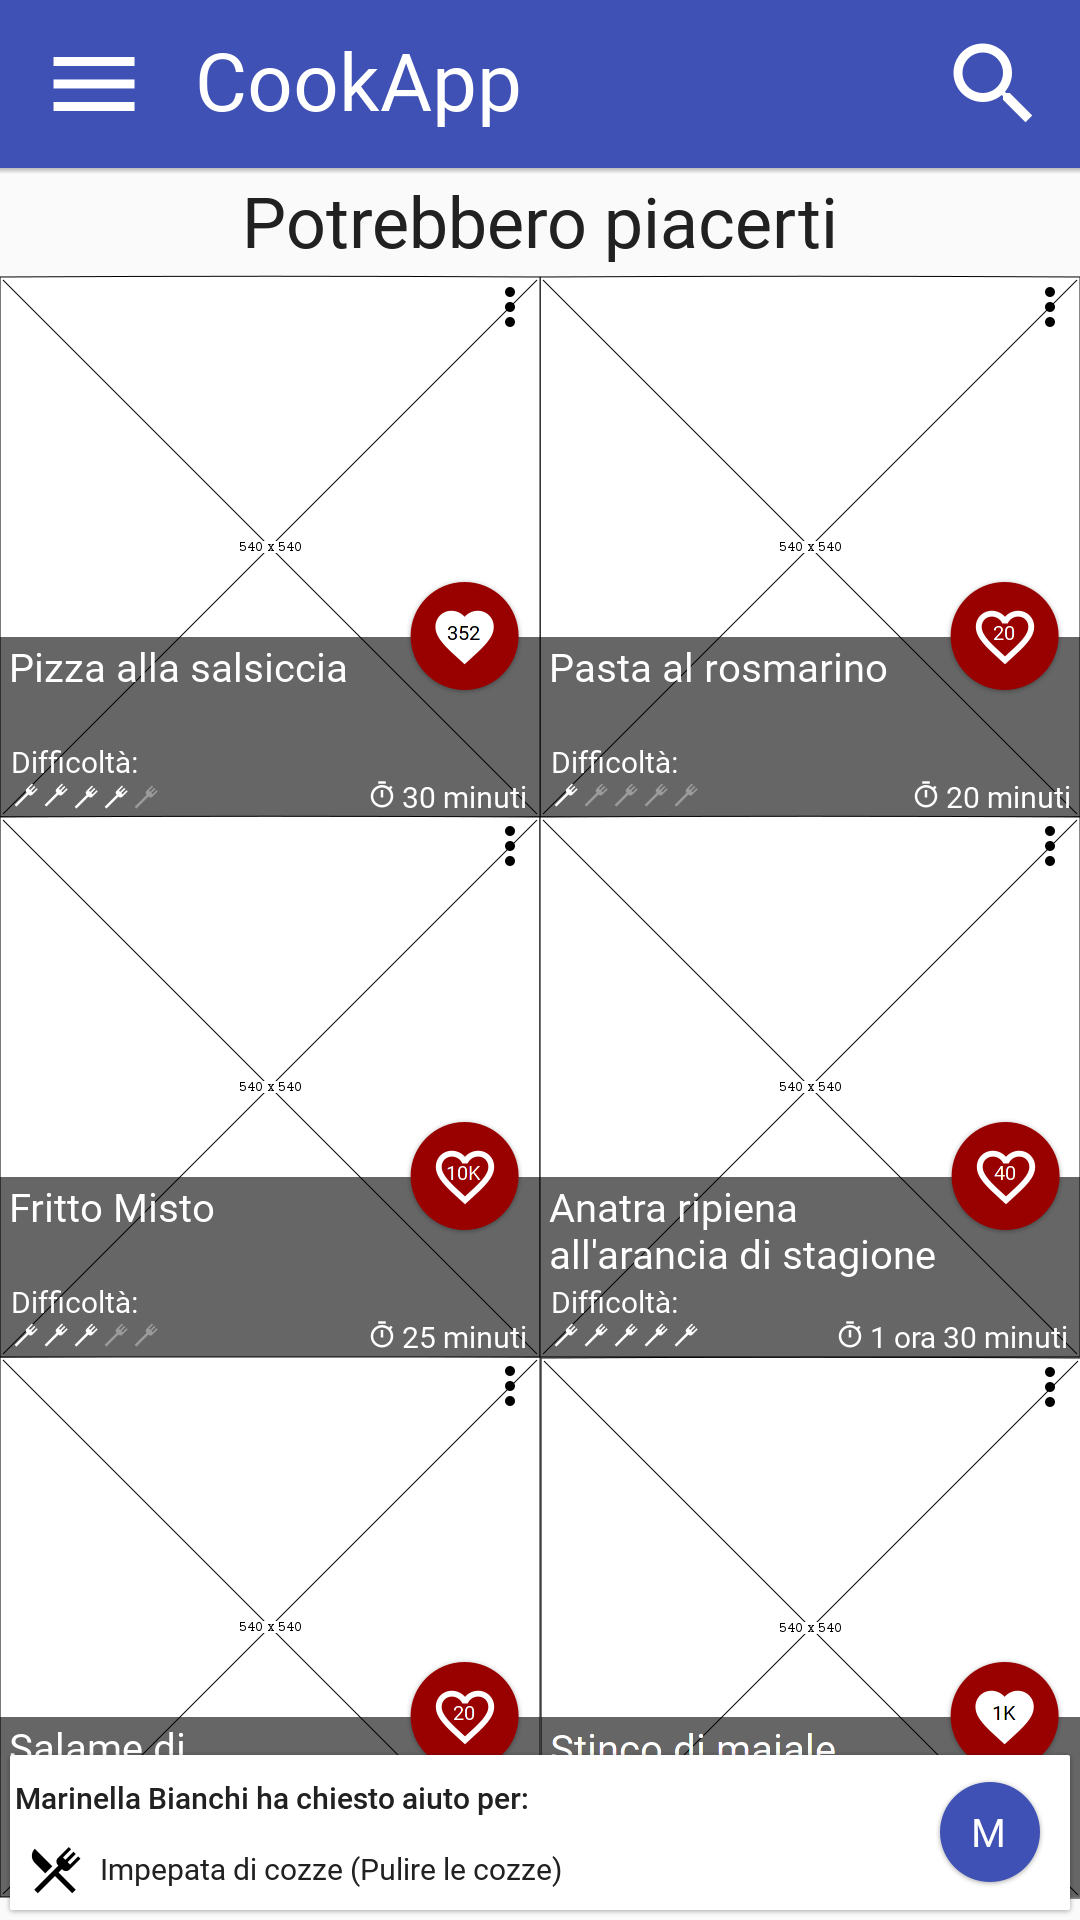 CookApp
Potrebbero piacerti
540 x 540
352
Pizza alla salsiccia
Difficoltà:
30 minuti
540 x 540
20
Pasta al rosmarino
Difficoltà:
20 minuti
540 x 540
10K
Fritto Misto
Difficoltà:
25 minuti
540 x 540
40
Anatra ripiena
all'arancia di stagione
Difficoltà:
1 ora 30 minuti
540 x 540
20
Salame di
540 x 540
1K
Stinco di maiale
Marinella Bianchi ha chiesto aiuto per:
Impepata di cozze (Pulire le cozze)
M